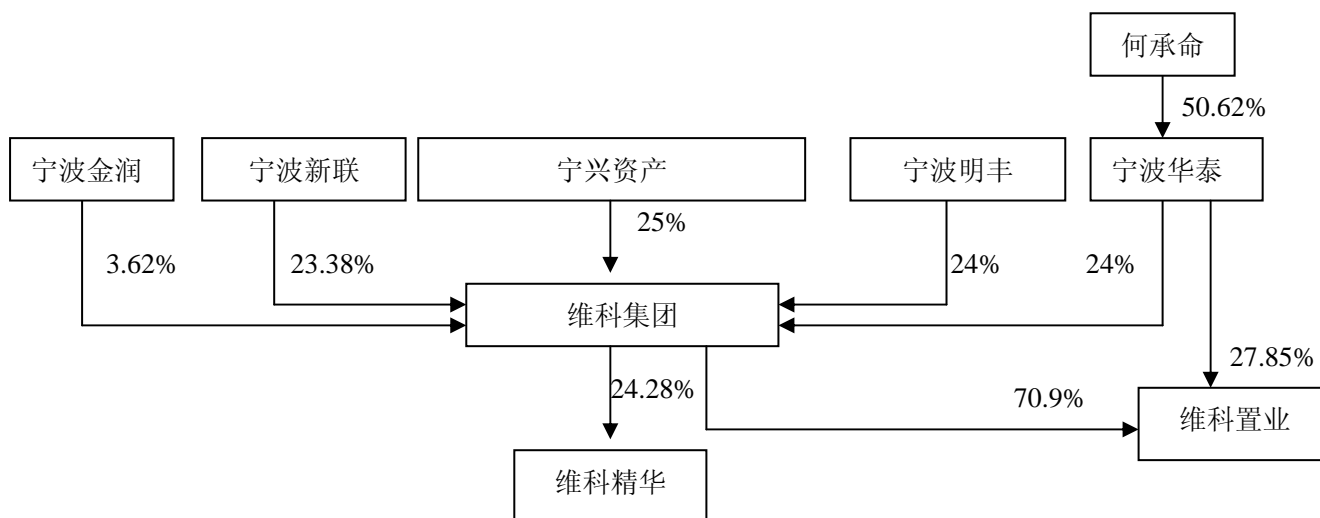 何承命
50.62%
宁波金润
宁波新联
宁兴资产
宁波明丰
宁波华泰
3.62%
23.38%
25%
24%
24%
维科集团
24.28%
70.9%
27.85%
维科置业
维科精华